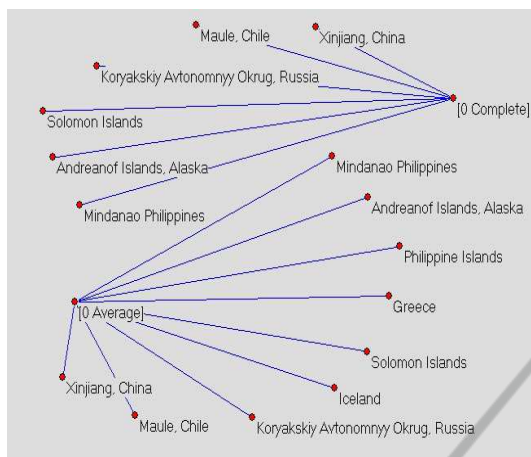 Maule, Chile
Xinjiang, China
Koryakskiy Avtonomnyy Okrug, Russia
[0 Complete]
Solomon Islands
Andreanof Islands, Alaska
Mindanao Philippines
Mindanao Philippines
Andreanof Islands, Alaska
Philippine Islands
Greece
[0 Average]
Solomon Islands
Xinjiang, China
Iceland
Maule, Chile
Koryakskiy Avtonomnyy Okrug, Russia